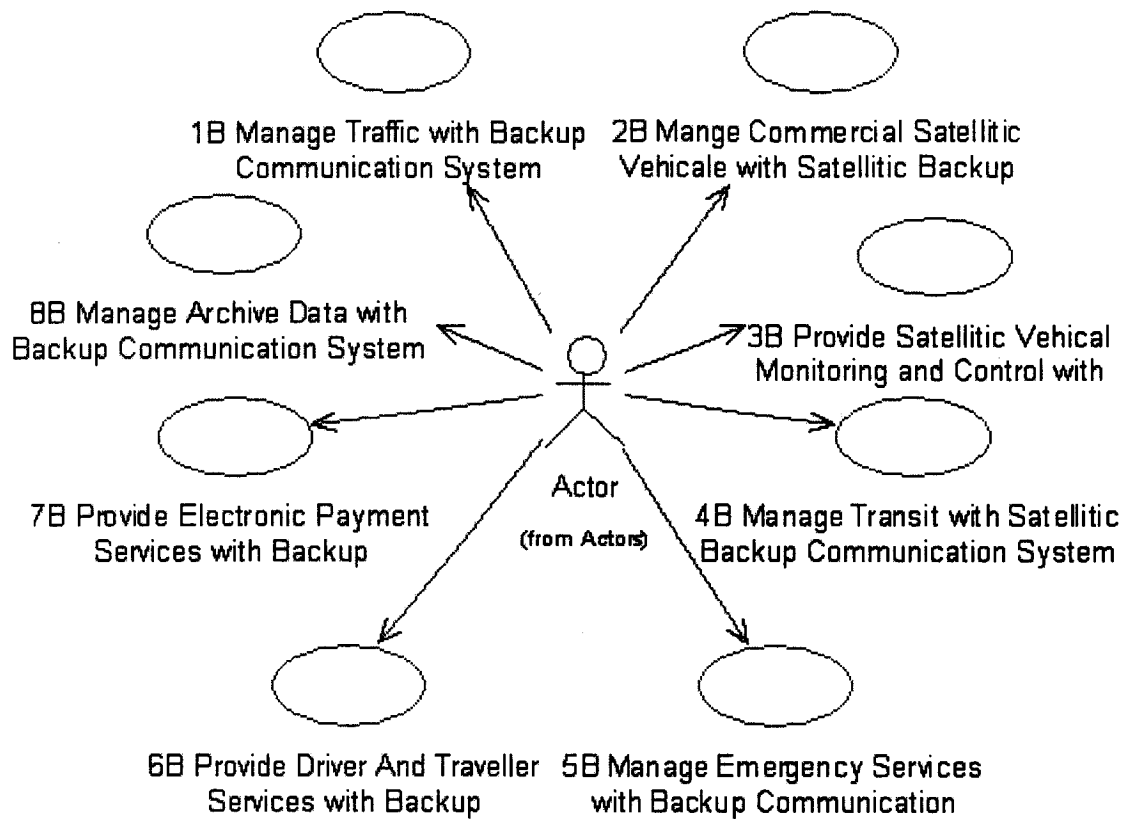 1B Manage Traffic with Backup
Communication System
2B Mange Commercial Satellitic
Vehicale with Satellitic Backup
8B Manage Archive Data with
Backup Communication System
3B Provide Satellitic Vehical
Monitoring and Control with
7B Provide Electronic Payment
Services with Backup
Actor
(from Actors)
4B Manage Transit with Satellitic
Backup Communication System
6B Provide Driver And Traveller
Services with Backup
5B Manage Emergency Services
with Backup Communication